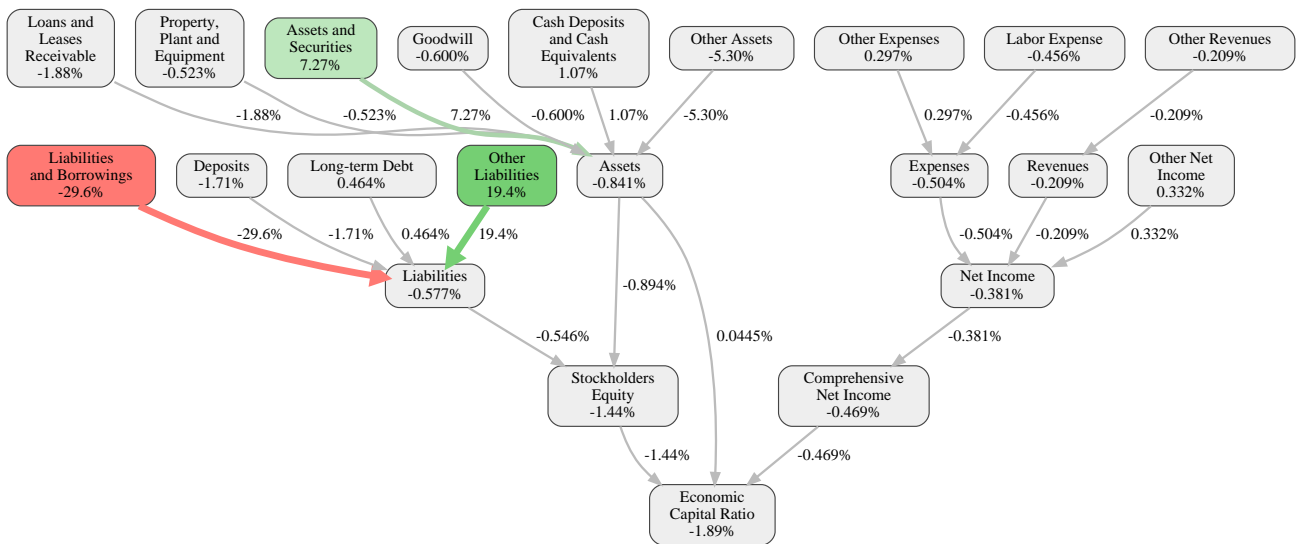 Loans and
Leases
Receivable
-1.88%
Property,
Plant and
Equipment
-0.523%
Assets and
Securities
7.27%
Goodwill
-0.600%
Cash Deposits
and Cash
Equivalents
1.07%
Other Assets
-5.30%
Other Expenses
0.297%
Labor Expense
-0.456%
Other Revenues
-0.209%
-1.88%
-0.523%
7.27%
-0.600%
1.07%
-5.30%
0.297%
-0.456%
-0.209%
Liabilities
and Borrowings
-29.6%
Deposits
-1.71%
Long-term Debt
0.464%
Other
Liabilities
19.4%
Assets
-0.841%
Expenses
-0.504%
Revenues
-0.209%
Other Net
Income
0.332%
-29.6%
-1.71%
0.464%
19.4%
-0.504%
-0.209%
0.332%
Liabilities
-0.577%
-0.894%
Net Income
-0.381%
-0.546%
0.0445%
-0.381%
Stockholders
Equity
-1.44%
Comprehensive
Net Income
-0.469%
-1.44%
-0.469%
Economic
Capital Ratio
-1.89%